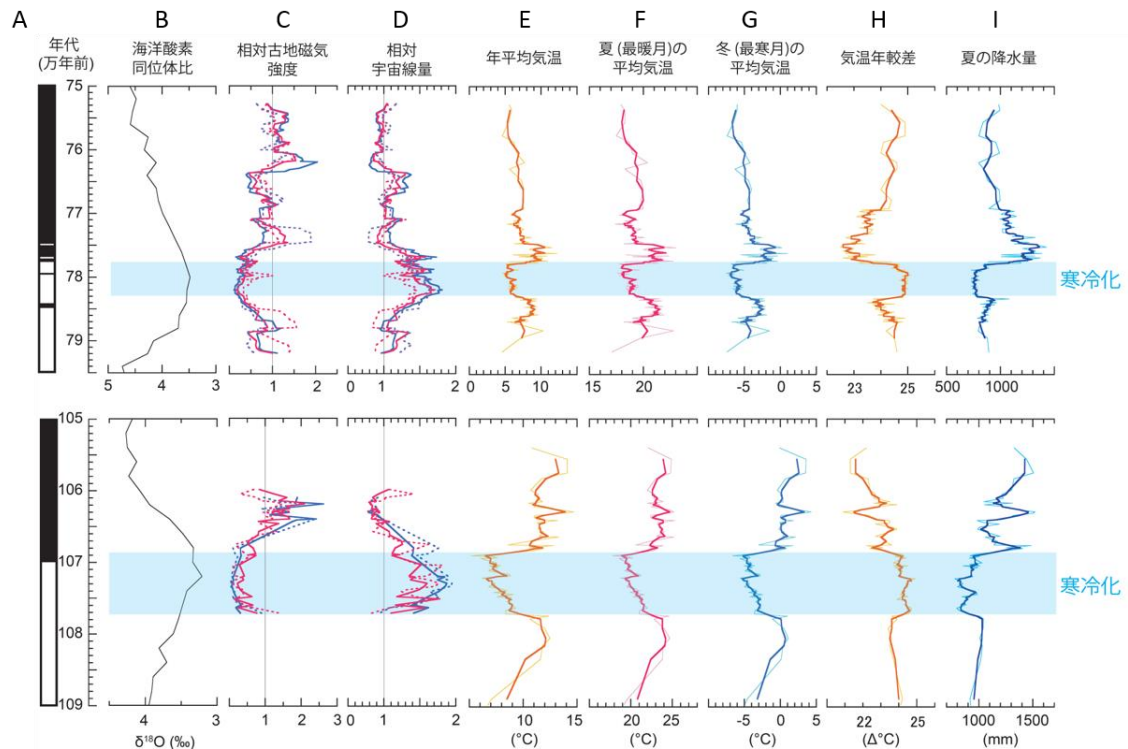 A B C D E F G H I
年代 (万年前)
海洋酸素 同位体比
相対古地磁気 強度
相対 宇宙線量
年平均気温
夏 (最暖月)の 平均気温
冬 (最寒月)の 平均気温
気温年較差
夏の降水量
75
76
77
78
79
寒冷化
5 4 3
0 1 2 3
0 1 2
0 5 10 15
15 20
-5 0 5
23 25
500 1000
105
106
107
108
109
寒冷化
4 3
1 2 3
0 1 2
5 10 15
20 25
-5 0 5
22 25
1000 1500
δ¹⁸O (‰)
(°C)
(°C)
(°C)
(Δ°C)
(mm)